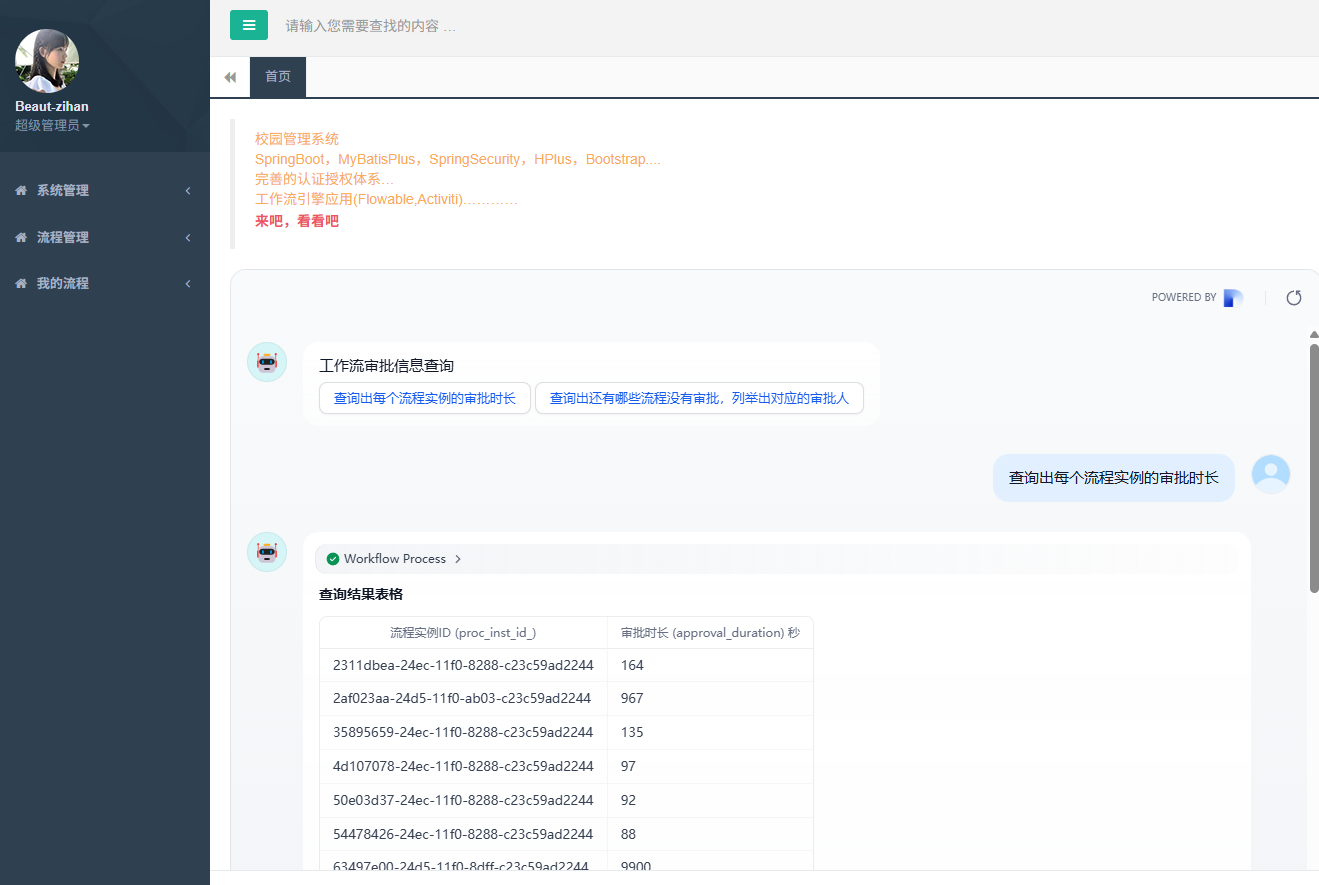 请输入您需要查找的内容 …
首页
Beaut-zihan
超级管理员
系统管理
流程管理
我的流程
校园管理系统
SpringBoot，MyBatisPlus，SpringSecurity，HPlus，Bootstrap....
完善的认证授权体系…
工作流引擎应用(Flowable,Activiti)…………
来吧，看看吧
POWERED BY
工作流审批信息查询
查询出每个流程实例的审批时长 查询出还有哪些流程没有审批，列举出对应的审批人
查询出每个流程实例的审批时长
Workflow Process
查询结果表格
流程实例ID (proc_inst_id_) 审批时长 (approval_duration) 秒
2311dbea-24ec-11f0-8288-c23c59ad2244 164
2af023aa-24d5-11f0-ab03-c23c59ad2244 967
35895659-24ec-11f0-8288-c23c59ad2244 135
4d107078-24ec-11f0-8288-c23c59ad2244 97
50e03d37-24ec-11f0-8288-c23c59ad2244 92
54478426-24ec-11f0-8288-c23c59ad2244 88
63497e00-24d5-11f0-8dff-c23c59ad2244 9900